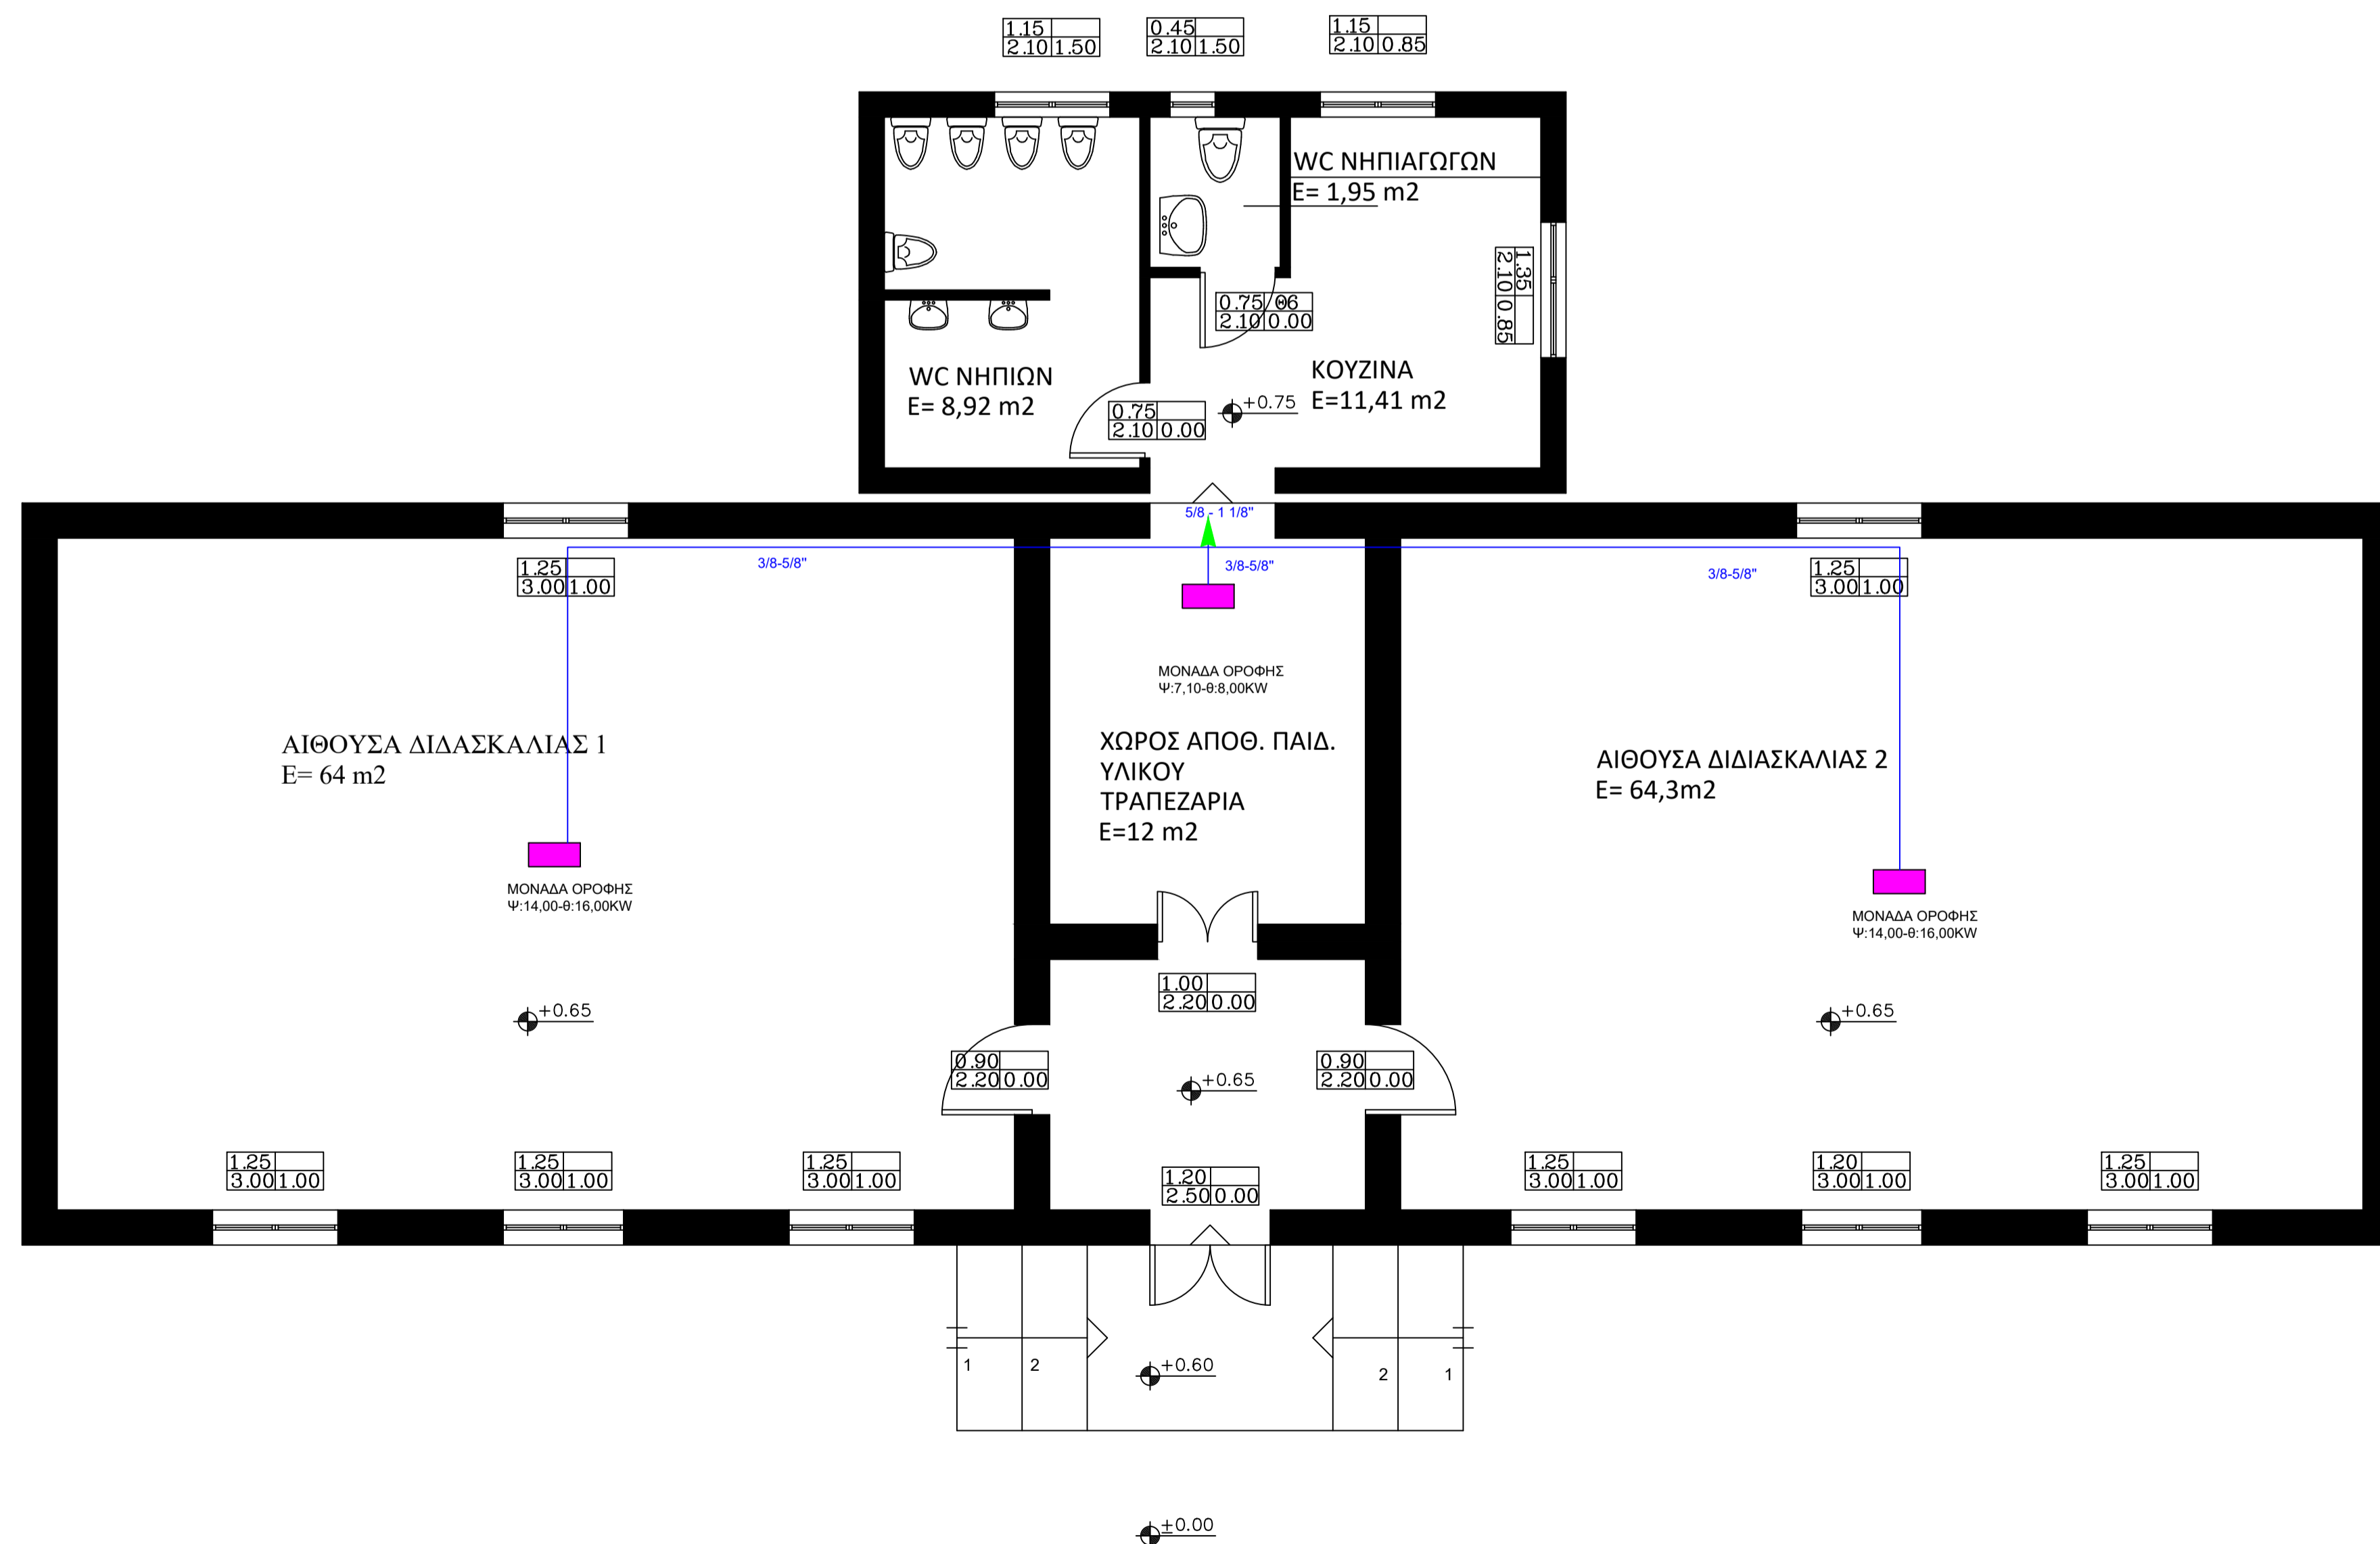 1.15
2.10 1.50
0.45
2.10 1.50
1.15
2.10 0.85
WC ΝΗΠΙΑΓΩΓΩΝ
E= 1,95 m2
1.35
2.10 0.85
0.75 Θ6
2.10 0.00
WC ΝΗΠΙΩΝ
E= 8,92 m2
ΚΟΥΖΙΝΑ
E=11,41 m2
+0.75
0.75
2.10 0.00
5/8 - 1 1/8"
3/8-5/8"
3/8-5/8"
3/8-5/8"
1.25
3.00 1.00
1.25
3.00 1.00
ΜΟΝΑΔΑ ΟΡΟΦΗΣ
Ψ:7,10-θ:8,00KW
ΑΙΘΟΥΣΑ ΔΙΔΑΣΚΑΛΙΑΣ 1
E= 64 m2
ΧΩΡΟΣ ΑΠΟΘ. ΠΑΙΔ.
ΥΛΙΚΟΥ
ΤΡΑΠΕΖΑΡΙΑ
E=12 m2
ΑΙΘΟΥΣΑ ΔΙΔΙΑΣΚΑΛΙΑΣ 2
E= 64,3m2
ΜΟΝΑΔΑ ΟΡΟΦΗΣ
Ψ:14,00-θ:16,00KW
ΜΟΝΑΔΑ ΟΡΟΦΗΣ
Ψ:14,00-θ:16,00KW
1.00
2.20 0.00
+0.65
+0.65
0.90
2.20 0.00
+0.65
0.90
2.20 0.00
1.25
3.00 1.00
1.25
3.00 1.00
1.25
3.00 1.00
1.20
2.50 0.00
1.25
3.00 1.00
1.20
3.00 1.00
1.25
3.00 1.00
1
2
+0.60
2
1
±0.00